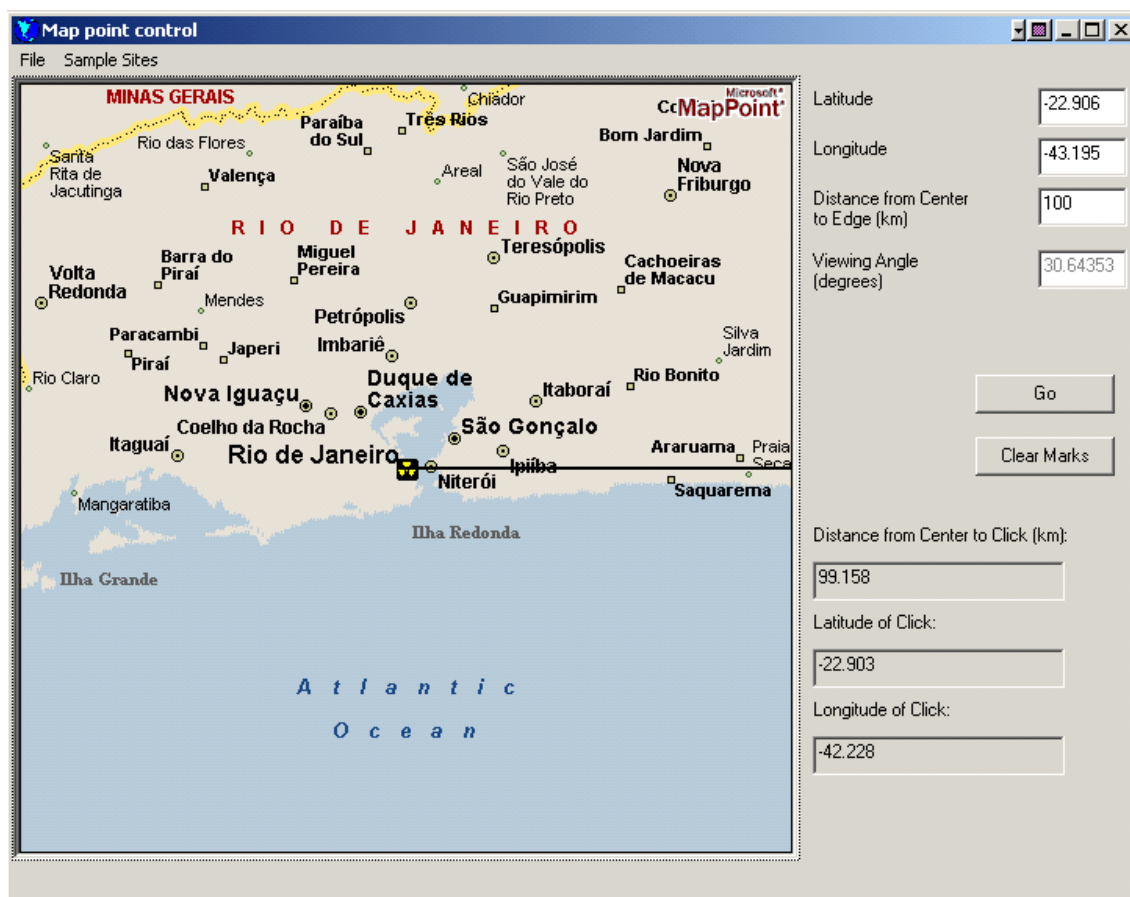 Map point control
File Sample Sites
MINAS GERAIS
Chiador
Microsoft
MapPoint
Paraíba
do Sul
Três Rios
Bom Jardim
Rio das Flores
Santa
Rita de
Jacutinga
Valença
Areal
São José
do Vale do
Rio Preto
Nova
Friburgo
RIO DE JANEIRO
Teresópolis
Volta
Redonda
Barra do
Piraí
Miguel
Pereira
Cachoeiras
de Macacu
Mendes
Guapimirim
Petrópolis
Paracambi
Piraí
Japeri
Imbariê
Silva
Jardim
Rio Claro
Nova Iguaçu
Duque de
Caxias
Itaboraí
Rio Bonito
Coelho da Rocha
São Gonçalo
Itaguaí
Rio de Janeiro
Ipiíba
Araruama
Praia
Seca
Niterói
Saquarema
Mangaratiba
Ilha Redonda
Ilha Grande
Atlantic
Ocean
Latitude
-22.906
Longitude
-43.195
Distance from Center
to Edge (km)
100
Viewing Angle
(degrees)
30.64353
Go
Clear Marks
Distance from Center to Click (km):
99.158
Latitude of Click:
-22.903
Longitude of Click:
-42.228